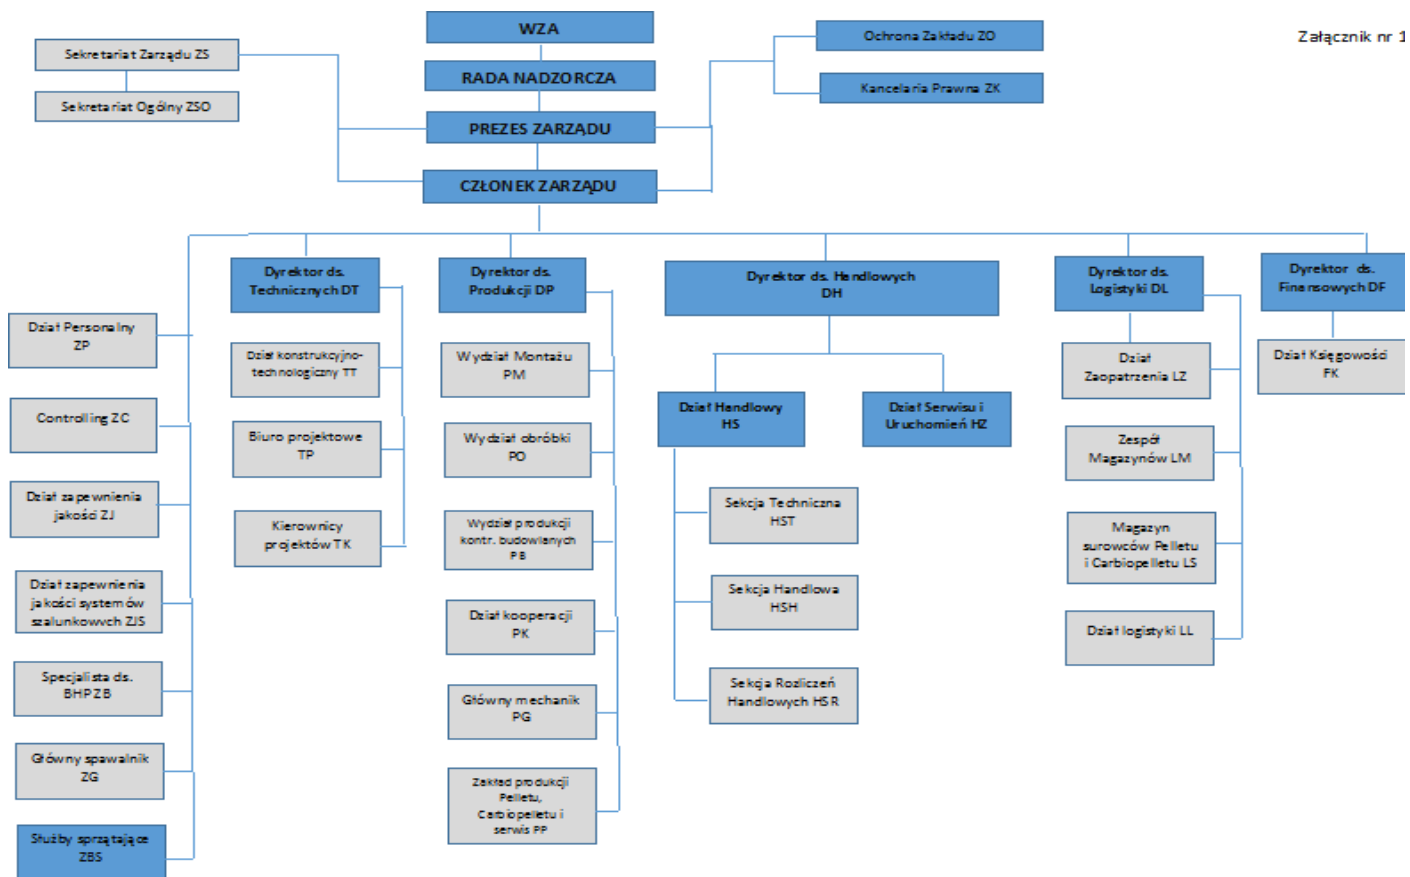 WZA
Ochrona Zakładu ZO
Załącznik nr 1
Sekretariat Zarządu ZS
RADA NADZORCZA
Kancelaria Prawna ZK
Sekretariat Ogólny ZSO
PREZES ZARZĄDU
CZŁONEK ZARZĄDU
Dyrektor ds.
Technicznych DT
Dyrektor ds.
Produkcji DP
Dyrektor ds. Handlowych
DH
Dyrektor ds.
Logistyki DL
Dyrektor ds.
Finansowych DF
Dział Personalny
ZP
Controlling ZC
Dział zapewnienia
jakości ZJ
Dział zapewnienia
jakości systemów
szalunkowych ZJS
Specjalista ds.
BHP ZB
Główny spawalnik
ZG
Służby sprzątające
ZBS
Dział konstrukcyjno-
technologiczny TT
Biuro projektowe
TP
Kierownicy
projektów TK
Wydział Montażu
PM
Wydział obróbki
PO
Wydział produkcji
kontr. budowlanych
PB
Dział kooperacji
PK
Główny mechanik
PG
Zakład produkcji
Pelletu,
Carbiopelletu i
serwis PP
Dział Handlowy
HS
Dział Serwisu i
Uruchomień HZ
Sekcja Techniczna
HST
Sekcja Handlowa
HSH
Sekcja Rozliczeń
Handlowych HSR
Dział
Zaopatrzenia LZ
Zespół
Magazynów LM
Magazyn
surowców Pelletu
i Carbiopelletu LS
Dział logistyki LL
Dział Księgowości
FK